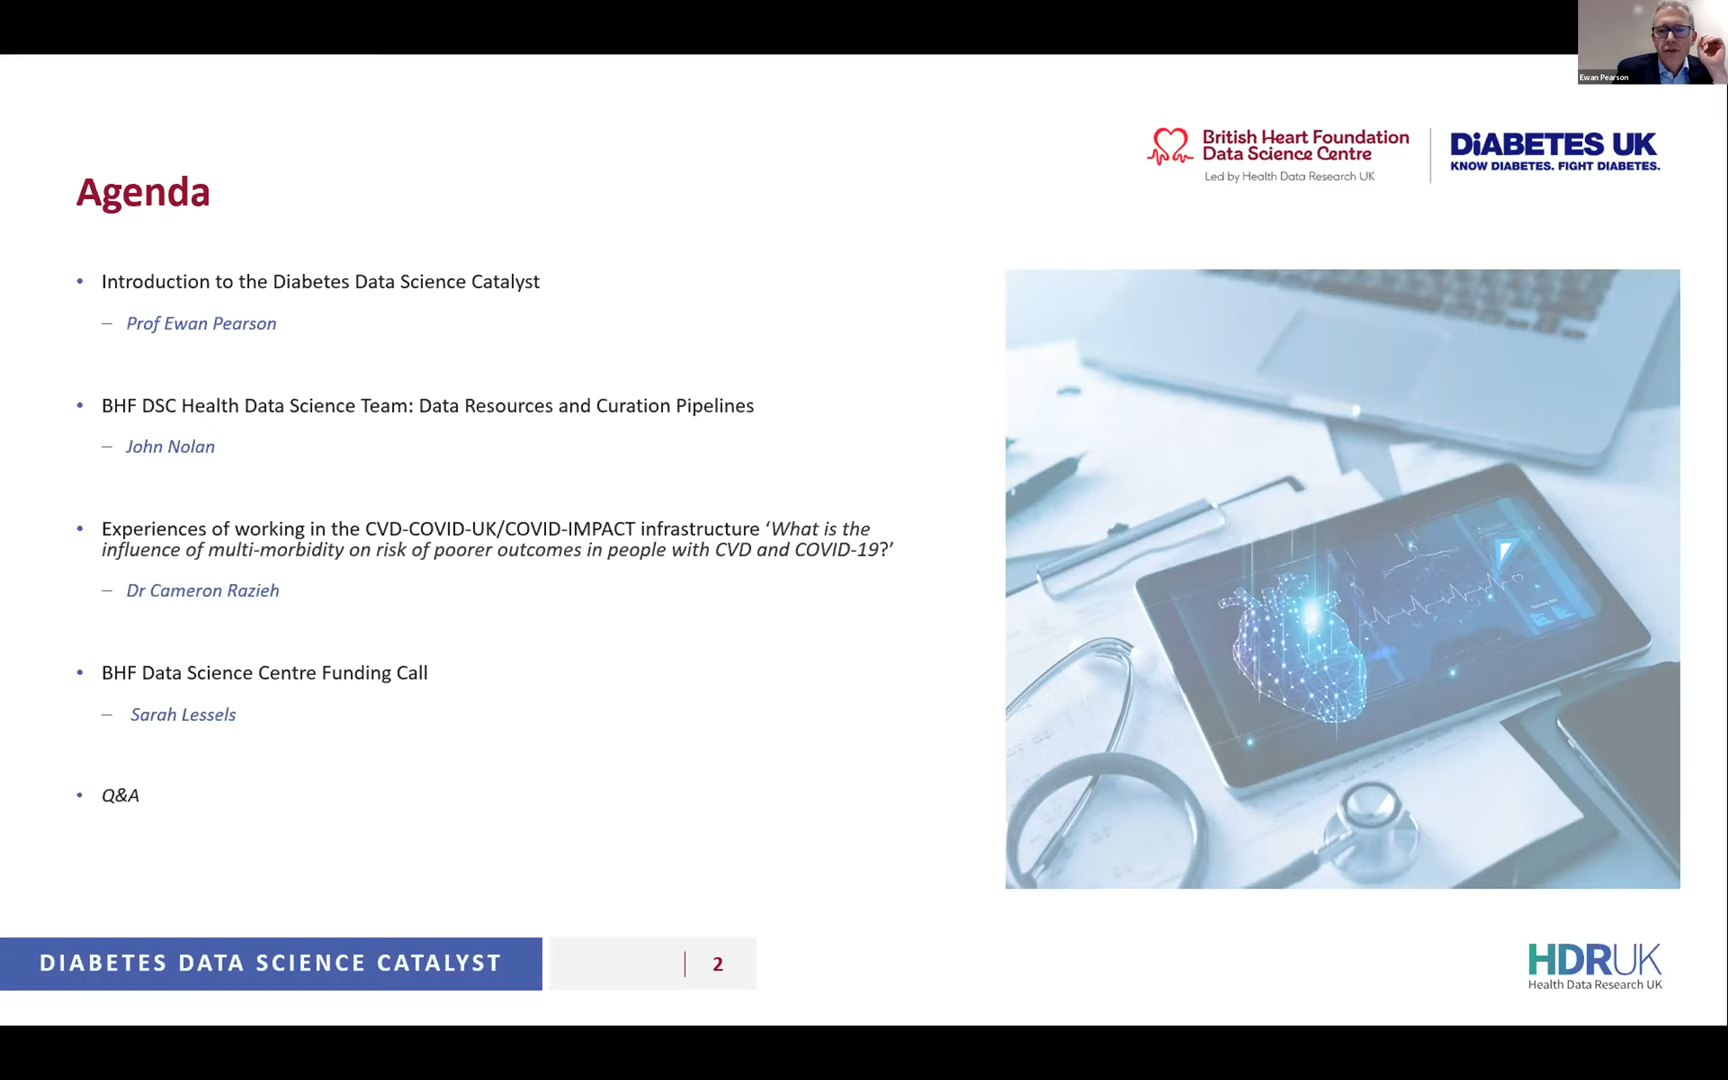 Ewan Pearson
British Heart Foundation
Data Science Centre
Led by Health Data Research UK
DiABETES UK
KNOW DIABETES. FIGHT DIABETES.
Agenda
• Introduction to the Diabetes Data Science Catalyst
– Prof Ewan Pearson
• BHF DSC Health Data Science Team: Data Resources and Curation Pipelines
– John Nolan
• Experiences of working in the CVD-COVID-UK/COVID-IMPACT infrastructure ‘What is the
influence of multi-morbidity on risk of poorer outcomes in people with CVD and COVID-19?’
– Dr Cameron Razieh
• BHF Data Science Centre Funding Call
– Sarah Lessels
• Q&A
DIABETES DATA SCIENCE CATALYST
2
HDRUK
Health Data Research UK